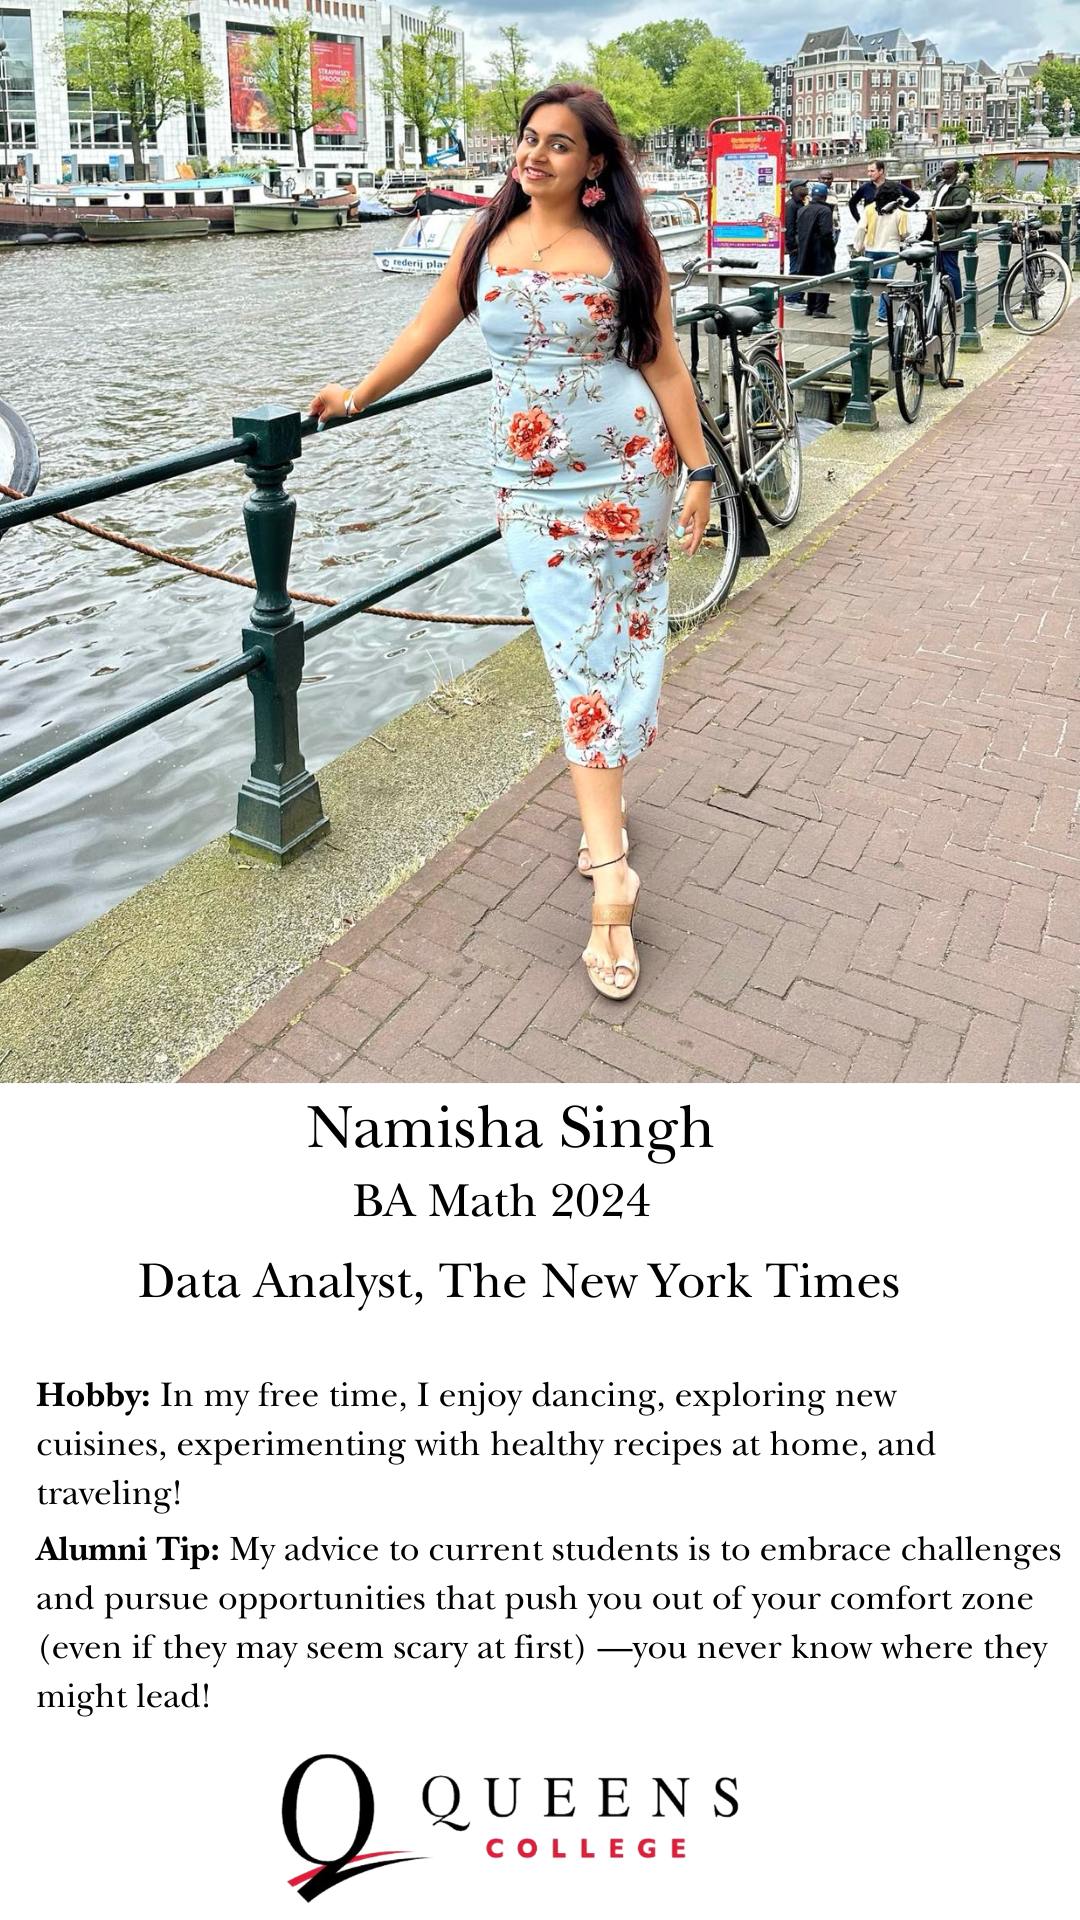 STRAVINSKY
© rederij plas
Namisha Singh
BA Math 2024
Data Analyst, The New York Times
Hobby: In my free time, I enjoy dancing, exploring new
cuisines, experimenting with healthy recipes at home, and
traveling!
Alumni Tip: My advice to current students is to embrace challenges
and pursue opportunities that push you out of your comfort zone
(even if they may seem scary at first) —you never know where they
might lead!
Q QUEENS
COLLEGE